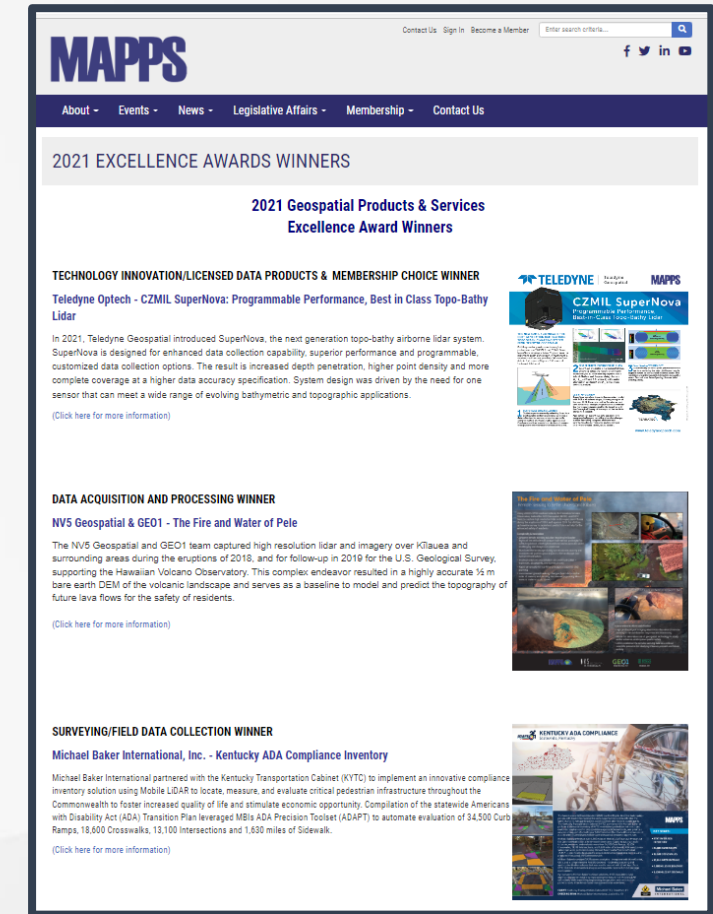 Contact Us Sign In Become a Member Enter search criteria...
MAPPS
About Events News Legislative Affairs Membership Contact Us
2021 EXCELLENCE AWARDS WINNERS
2021 Geospatial Products & Services
Excellence Award Winners
TECHNOLOGY INNOVATION/LICENSED DATA PRODUCTS & MEMBERSHIP CHOICE WINNER
Teledyne Optech - CZMIL SuperNova: Programmable Performance, Best in Class Topo-Bathy
Lidar
In 2021, Teledyne Geospatial introduced SuperNova, the next generation topo-bathy airborne lidar system.
SuperNova is designed for enhanced data collection capability, superior performance and programmable,
customized data collection options. The result is increased depth penetration, higher point density and more
complete coverage at a higher data accuracy specification. System design was driven by the need for one
sensor that can meet a wide range of evolving bathymetric and topographic applications.
(Click here for more information)
TELEDYNE Teledyne Geospatial MAPPS
CZMIL SuperNova
Programmable Performance,
Best-in-Class Topo-Bathy Lidar
DATA ACQUISITION AND PROCESSING WINNER
NV5 Geospatial & GEO1 - The Fire and Water of Pele
The NV5 Geospatial and GEO1 team captured high resolution lidar and imagery over Kīlauea and
surrounding areas during the eruptions of 2018, and for follow-up in 2019 for the U.S. Geological Survey,
supporting the Hawaiian Volcano Observatory. This complex endeavor resulted in a highly accurate ½ m
bare earth DEM of the volcanic landscape and serves as a baseline to model and predict the topography of
future lava flows for the safety of residents.
(Click here for more information)
The Fire and Water of Pele
SURVEYING/FIELD DATA COLLECTION WINNER
Michael Baker International, Inc. - Kentucky ADA Compliance Inventory
Michael Baker International partnered with the Kentucky Transportation Cabinet (KYTC) to implement an innovative compliance
inventory solution using Mobile LiDAR to locate, measure, and evaluate critical pedestrian infrastructure throughout the
Commonwealth to foster increased quality of life and stimulate economic opportunity. Compilation of the statewide Americans
with Disability Act (ADA) Transition Plan leveraged MBIs ADA Precision Toolset (ADAPT) to automate evaluation of 34,500 Curb
Ramps, 18,600 Crosswalks, 13,100 Intersections and 1,630 miles of Sidewalk.
(Click here for more information)
KENTUCKY ADA COMPLIANCE
MAPPS
Michael Baker
INTERNATIONAL